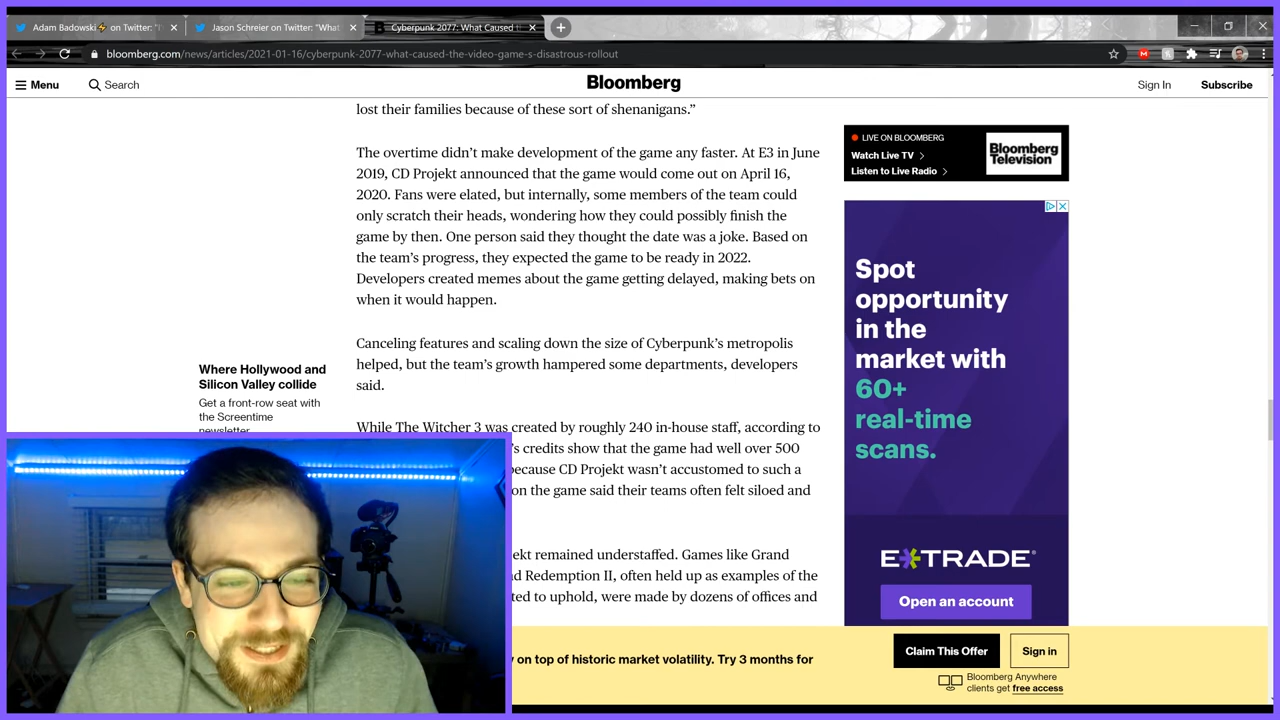 Adam Badowski⚡ on Twitter: "
Jason Schreier on Twitter: "What
Cyberpunk 2077: What Caused t
bloomberg.com/news/articles/2021-01-16/cyberpunk-2077-what-caused-the-video-game-s-disastrous-rollout
Menu
Search
Bloomberg
Sign In
Subscribe
lost their families because of these sort of shenanigans.”
The overtime didn’t make development of the game any faster. At E3 in June
2019, CD Projekt announced that the game would come out on April 16,
2020. Fans were elated, but internally, some members of the team could
only scratch their heads, wondering how they could possibly finish the
game by then. One person said they thought the date was a joke. Based on
the team’s progress, they expected the game to be ready in 2022.
Developers created memes about the game getting delayed, making bets on
when it would happen.
Canceling features and scaling down the size of Cyberpunk’s metropolis
helped, but the team’s growth hampered some departments, developers
said.
While The Witcher 3 was created by roughly 240 in-house staff, according to
’s credits show that the game had well over 500
because CD Projekt wasn’t accustomed to such a
on the game said their teams often felt siloed and
ekt remained understaffed. Games like Grand
d Redemption II, often held up as examples of the
ted to uphold, were made by dozens of offices and
Where Hollywood and
Silicon Valley collide
Get a front-row seat with
the Screentime
newsletter
LIVE ON BLOOMBERG
Watch Live TV >
Listen to Live Radio >
Bloomberg
Television
Spot
opportunity
in the
market with
60+
real-time
scans.
E*TRADE®
Open an account
y on top of historic market volatility. Try 3 months for
Claim This Offer
Sign in
Bloomberg Anywhere
clients get free access